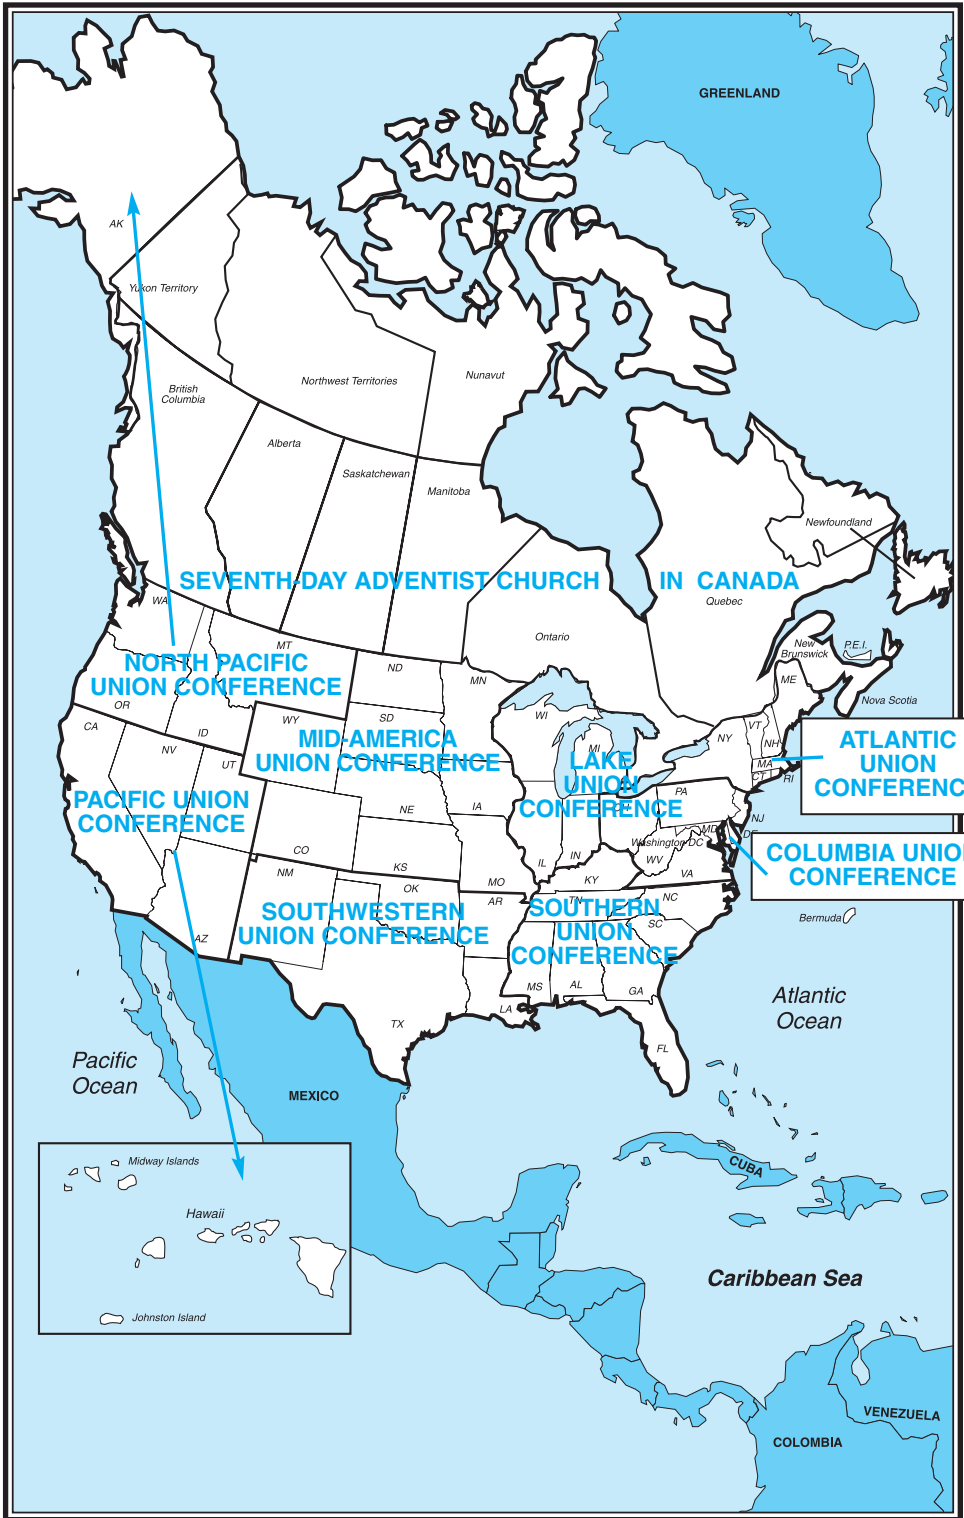 GREENLAND
AK
Yukon Territory
Northwest Territories
Nunavut
British
Columbia
Alberta
Saskatchewan
Manitoba
Newfoundland
SEVENTH-DAY ADVENTIST CHURCH IN CANADA
Quebec
Ontario
WA
MT
ND
MN
New
Brunswick
P.E.I.
Nova Scotia
ME
NORTH PACIFIC
UNION CONFERENCE
OR
ID
WY
SD
WI
MI
NY
VT
NH
MA
CT
RI
CA
NV
UT
MID-AMERICA
UNION CONFERENCE
LAKE
UNION
CONFERENCE
ATLANTIC
UNION
CONFERENC
PACIFIC UNION
CONFERENCE
NE
IA
OH
PA
NJ
MD
DE
Washington DC
CO
KS
MO
IL
IN
WV
VA
KY
COLUMBIA UNIO
CONFERENCE
NM
OK
AR
TN
NC
SC
SOUTHWESTERN
UNION CONFERENCE
SOUTHERN
UNION
CONFERENCE
Bermuda
AZ
TX
LA
MS
AL
GA
FL
Atlantic
Ocean
Pacific
Ocean
MEXICO
CUBA
Midway Islands
Hawaii
Johnston Island
Caribbean Sea
VENEZUELA
COLOMBIA